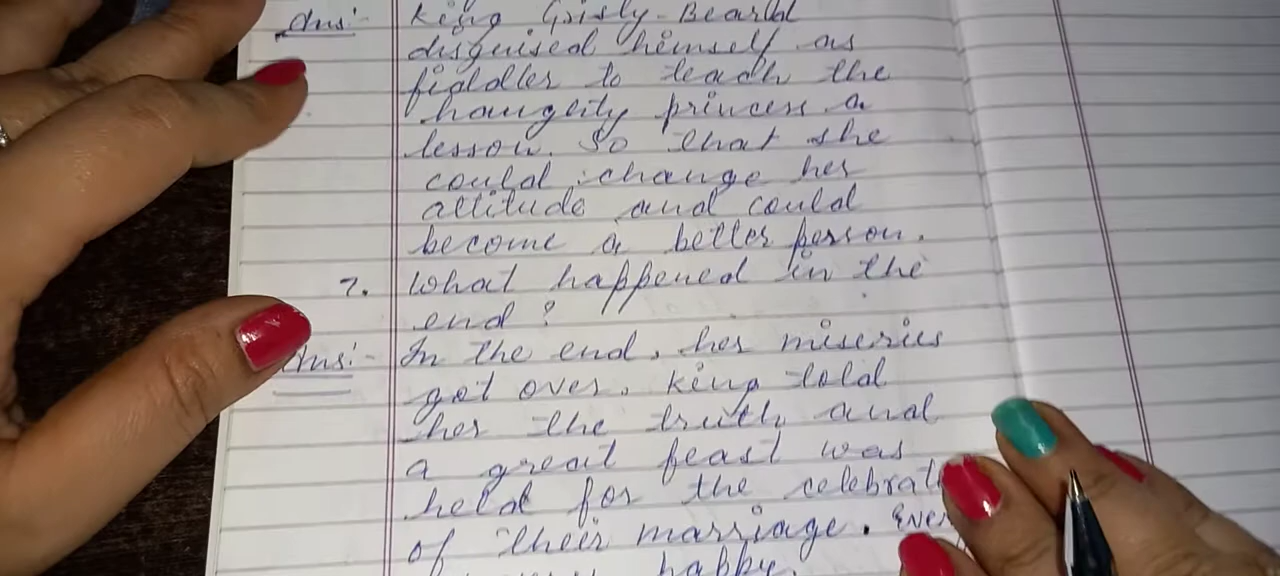 Ans:- King Grisly-Beard
disguised himself as
fiddler to teach the
haughty princess a
lesson. So that she
could change her
attitude and could
become a better person.
7. What happened in the
end?
Ans:- In the end, her miseries
got over. King told
her the truth and
a great feast was
held for the celebrat
of their marriage. Ever
happy.